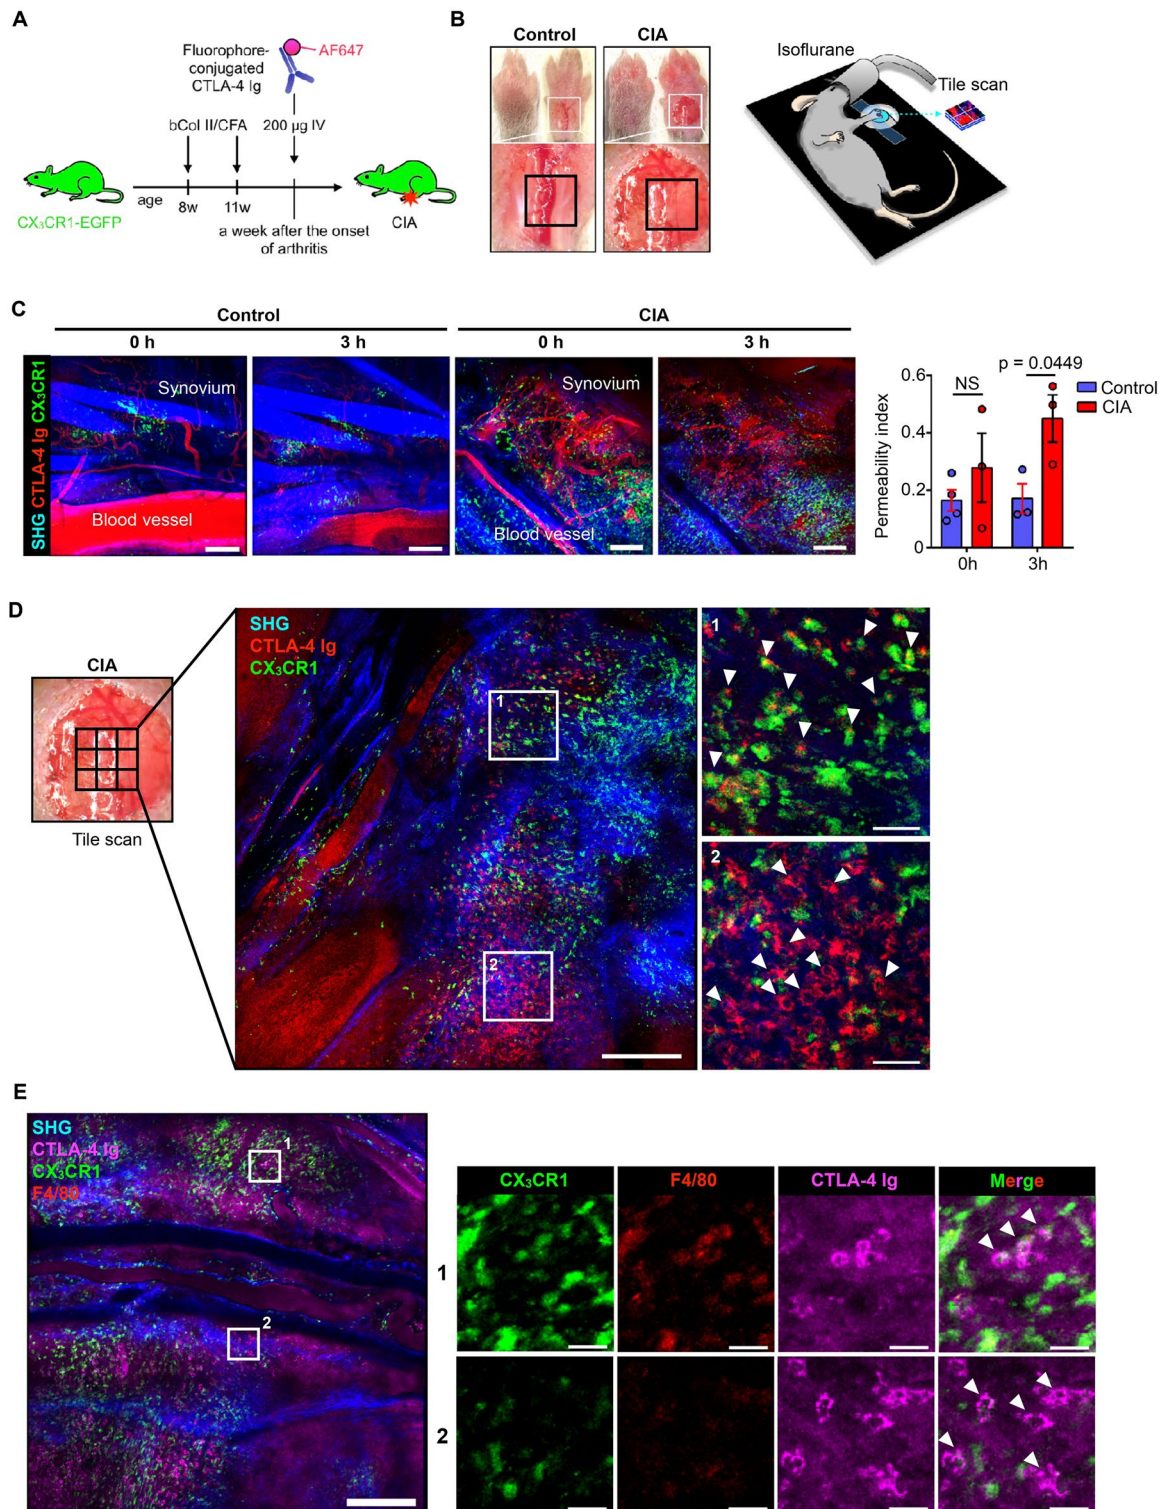 A
Fluorophore-
conjugated
CTLA-4 Ig
AF647
bCol II/CFA
200 µg IV
CX₃CR1-EGFP
age
8w
11w
CIA
a week after the onset
of arthritis
B
Control
CIA
Isoflurane
Tile scan
C
Control
CIA
0 h
3 h
0 h
3 h
SHG CTLA-4 Ig CX₃CR1
Synovium
Blood vessel
Synovium
Blood vessel
Permeability index
0.6
0.4
0.2
0
NS
p = 0.0449
Control
CIA
0h
3h
D
CIA
Tile scan
SHG
CTLA-4 Ig
CX₃CR1
1
2
1
2
E
SHG
CTLA-4 Ig
CX₃CR1
F4/80
1
2
CX₃CR1
F4/80
CTLA-4 Ig
Merge
1
2